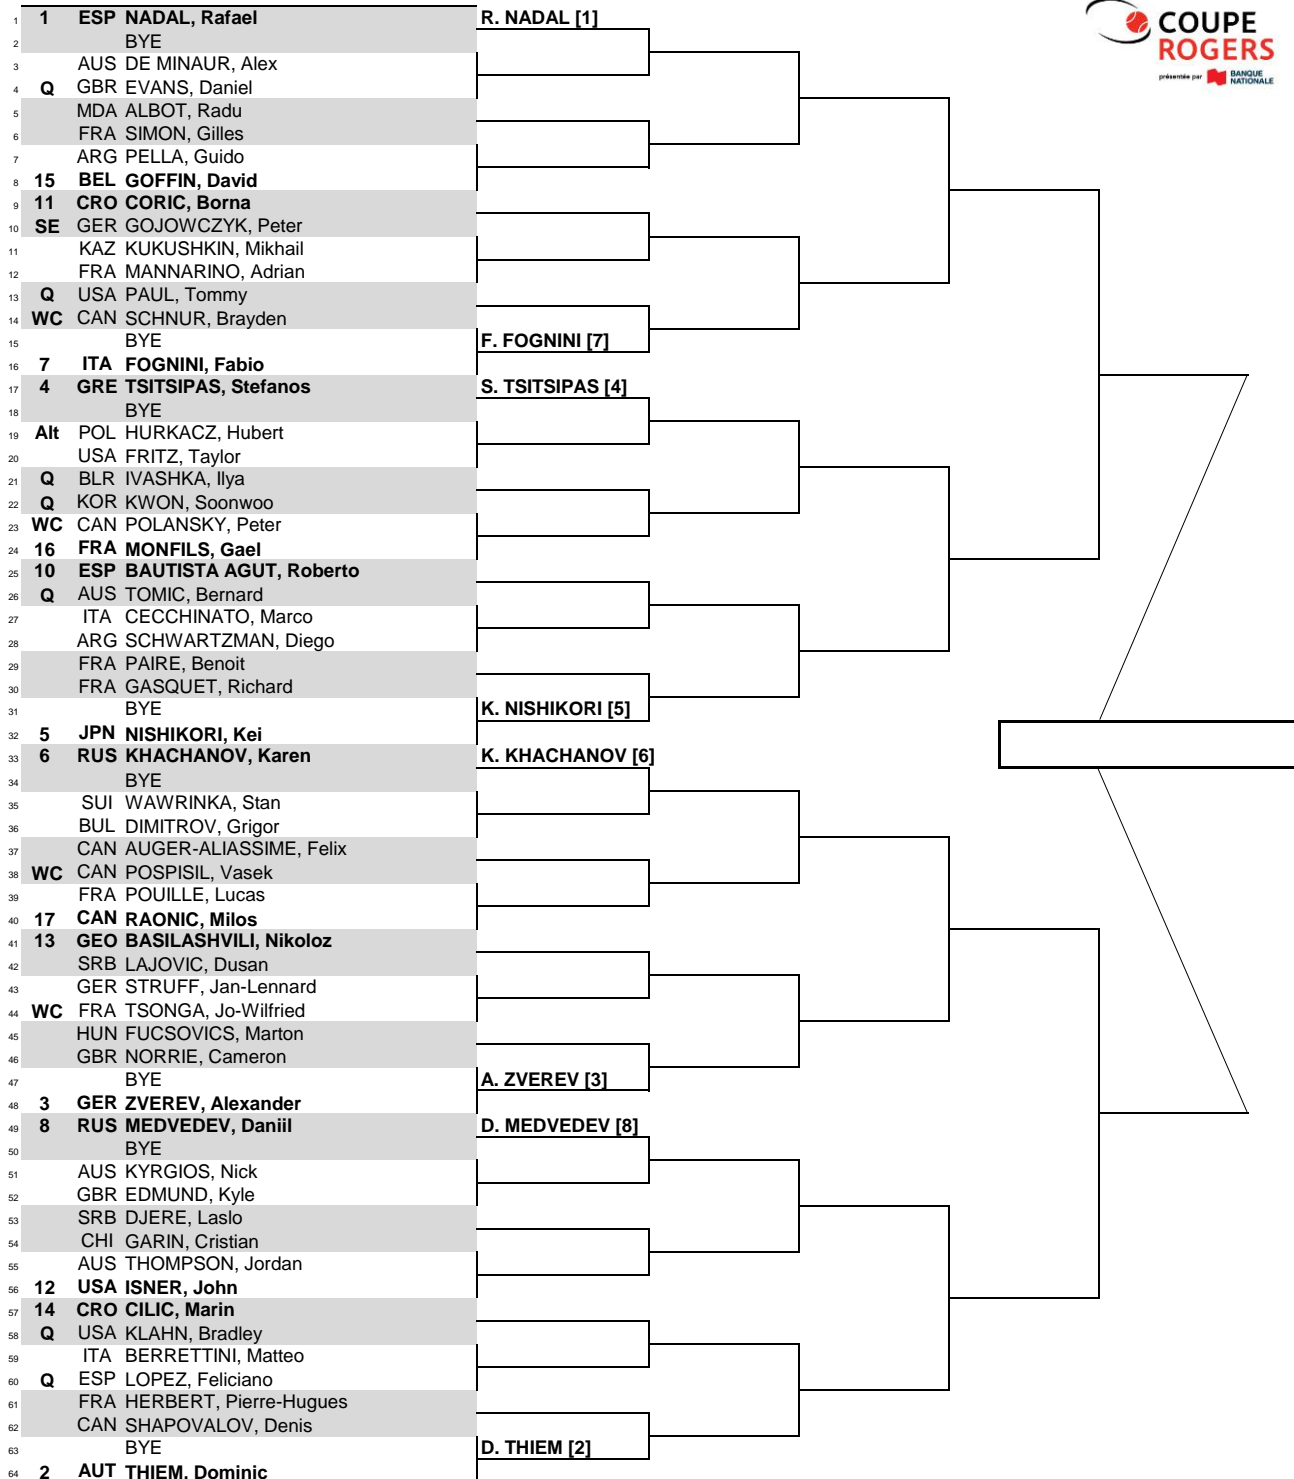 1 1 ESP NADAL, Rafael R. NADAL [1]
2 BYE
3 AUS DE MINAUR, Alex
4 Q GBR EVANS, Daniel
5 MDA ALBOT, Radu
6 FRA SIMON, Gilles
7 ARG PELLA, Guido
8 15 BEL GOFFIN, David
9 11 CRO CORIC, Borna
10 SE GER GOJOWCZYK, Peter
11 KAZ KUKUSHKIN, Mikhail
12 FRA MANNARINO, Adrian
13 Q USA PAUL, Tommy
14 WC CAN SCHNUR, Brayden
15 BYE F. FOGNINI [7]
16 7 ITA FOGNINI, Fabio
17 4 GRE TSITSIPAS, Stefanos S. TSITSIPAS [4]
18 BYE
19 Alt POL HURKACZ, Hubert
20 USA FRITZ, Taylor
21 Q BLR IVASHKA, Ilya
22 Q KOR KWON, Soonwoo
23 WC CAN POLANSKY, Peter
24 16 FRA MONFILS, Gael
25 10 ESP BAUTISTA AGUT, Roberto
26 Q AUS TOMIC, Bernard
27 ITA CECCHINATO, Marco
28 ARG SCHWARTZMAN, Diego
29 FRA PAIRE, Benoit
30 FRA GASQUET, Richard
31 BYE K. NISHIKORI [5]
32 5 JPN NISHIKORI, Kei
33 6 RUS KHACHANOV, Karen K. KHACHANOV [6]
34 BYE
35 SUI WAWRINKA, Stan
36 BUL DIMITROV, Grigor
37 CAN AUGER-ALIASSIME, Felix
38 WC CAN POSPISIL, Vasek
39 FRA POUILLE, Lucas
40 17 CAN RAONIC, Milos
41 13 GEO BASILASHVILI, Nikoloz
42 SRB LAJOVIC, Dusan
43 GER STRUFF, Jan-Lennard
44 WC FRA TSONGA, Jo-Wilfried
45 HUN FUCSOVICS, Marton
46 GBR NORRIE, Cameron
47 BYE A. ZVEREV [3]
48 3 GER ZVEREV, Alexander
49 8 RUS MEDVEDEV, Daniil D. MEDVEDEV [8]
50 BYE
51 AUS KYRGIOS, Nick
52 GBR EDMUND, Kyle
53 SRB DJERE, Laslo
54 CHI GARIN, Cristian
55 AUS THOMPSON, Jordan
56 12 USA ISNER, John
57 14 CRO CILIC, Marin
58 Q USA KLAHN, Bradley
59 ITA BERRETTINI, Matteo
60 Q ESP LOPEZ, Feliciano
61 FRA HERBERT, Pierre-Hugues
62 CAN SHAPOVALOV, Denis
63 BYE D. THIEM [2]
64 2 AUT THIEM, Dominic
COUPE
ROGERS
présentée par BANQUE
NATIONALE